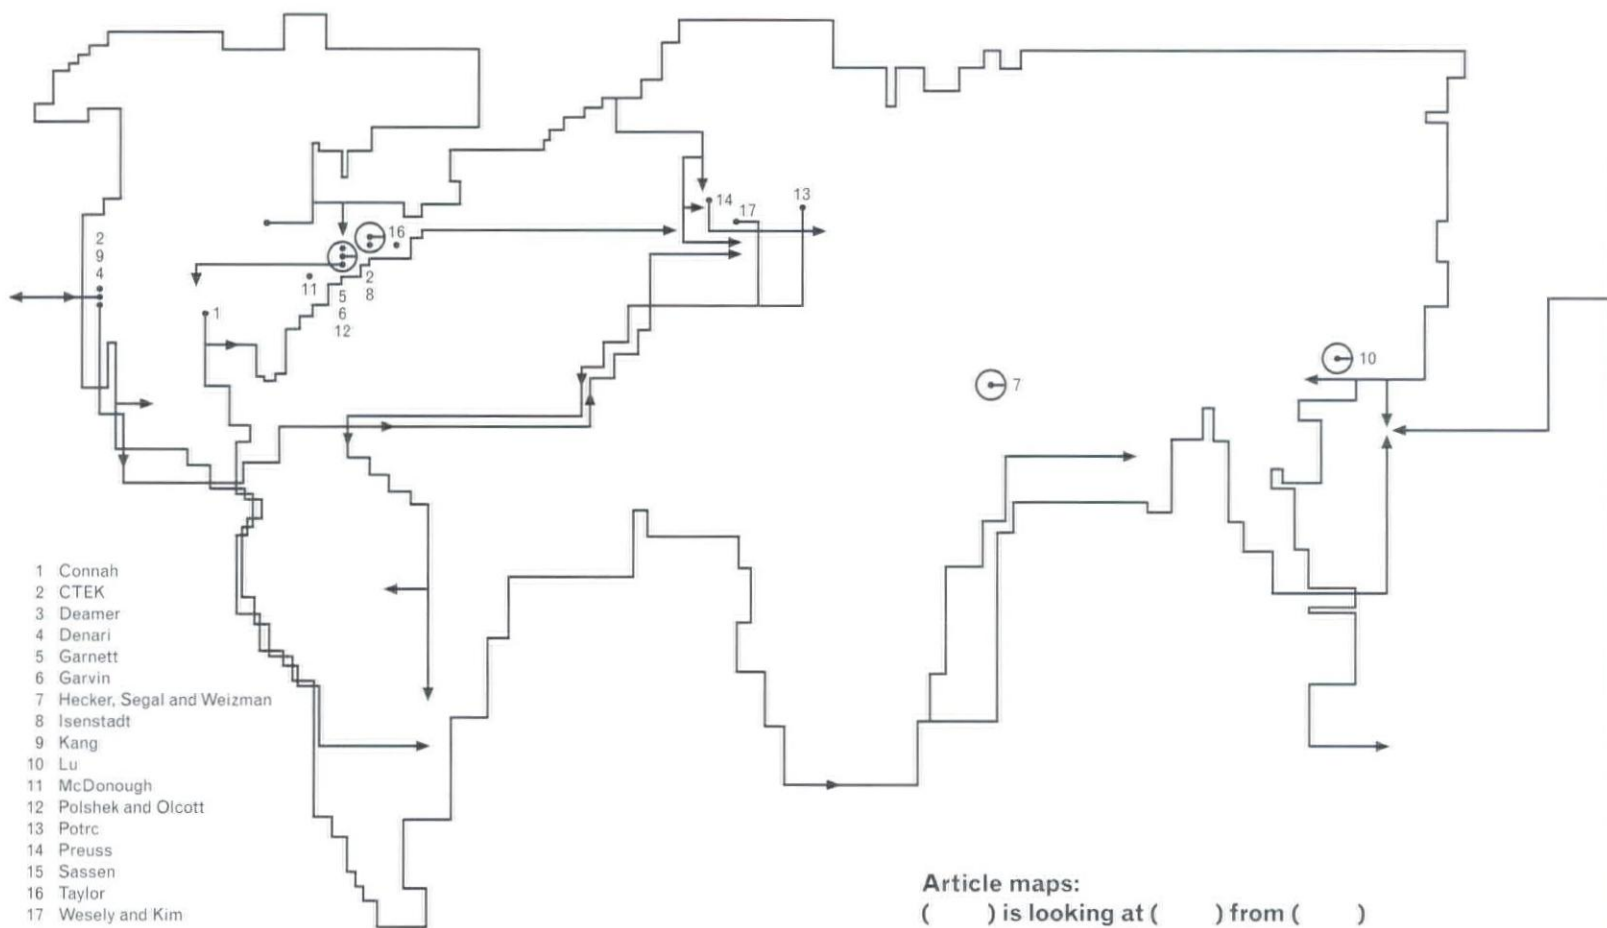 13
14
17
16
2
9
4
2
8
11
5
6
12
1
10
7
1 Connah
2 CTEK
3 Deamer
4 Denari
5 Garnett
6 Garvin
7 Hecker, Segal and Weizman
8 Isenstadt
9 Kang
10 Lu
11 McDonough
12 Polshek and Olcott
13 Potrc
14 Preuss
15 Sassen
16 Taylor
17 Wesely and Kim
Article maps:
( ) is looking at ( ) from ( )